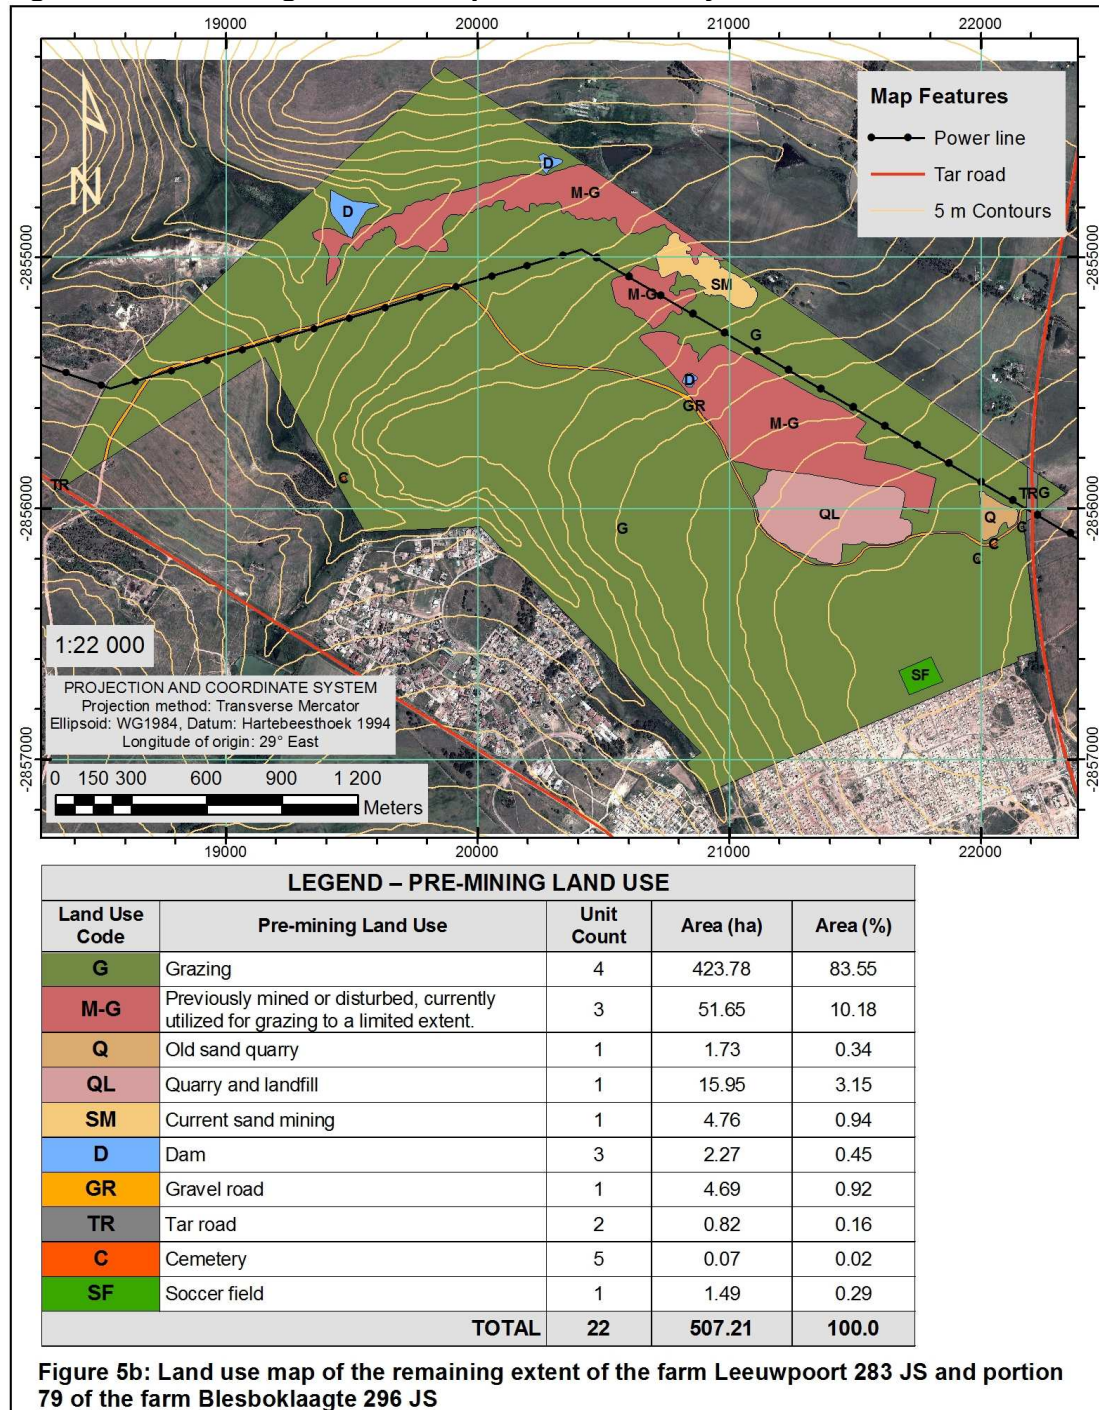 19000 20000 21000 22000
Map Features
Power line
Tar road
5 m Contours
N
D
D
M-G
-2855000 -2855000
SM
M-G
G
D
GR
M-G
C
TR
TRG
-2856000 -2856000
QL
Q
G
C
C
C
1:22 000
SF
PROJECTION AND COORDINATE SYSTEM
Projection method: Transverse Mercator
Ellipsoid: WG1984, Datum: Hartebeesthoek 1994
Longitude of origin: 29° East
-2857000 -2857000
0 150 300 600 900 1 200
Meters
19000 20000 21000 22000
LEGEND – PRE-MINING LAND USE
Land Use Code Pre-mining Land Use Unit Count Area (ha) Area (%)
G Grazing 4 423.78 83.55
M-G Previously mined or disturbed, currently utilized for grazing to a limited extent. 3 51.65 10.18
Q Old sand quarry 1 1.73 0.34
QL Quarry and landfill 1 15.95 3.15
SM Current sand mining 1 4.76 0.94
D Dam 3 2.27 0.45
GR Gravel road 1 4.69 0.92
TR Tar road 2 0.82 0.16
C Cemetery 5 0.07 0.02
SF Soccer field 1 1.49 0.29
TOTAL 22 507.21 100.0
Figure 5b: Land use map of the remaining extent of the farm Leeuwpoort 283 JS and portion
79 of the farm Blesboklaagte 296 JS